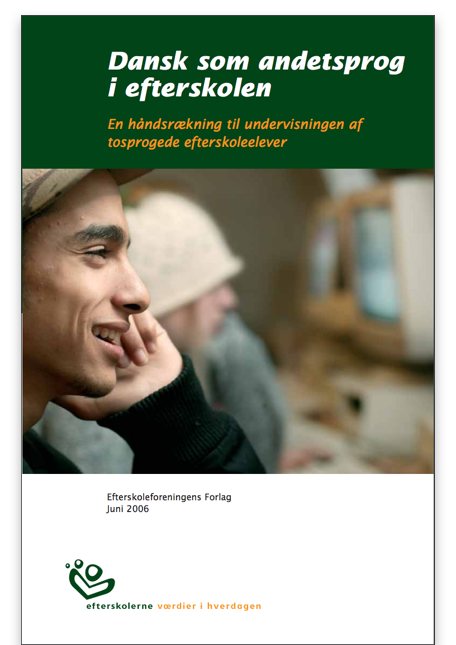 Dansk som andetsprog
i efterskolen
En håndsrækning til undervisningen af
tosprogede efterskoleelever
Efterskoleforeningens Forlag
Juni 2006
efterskolerne værdier i hverdagen